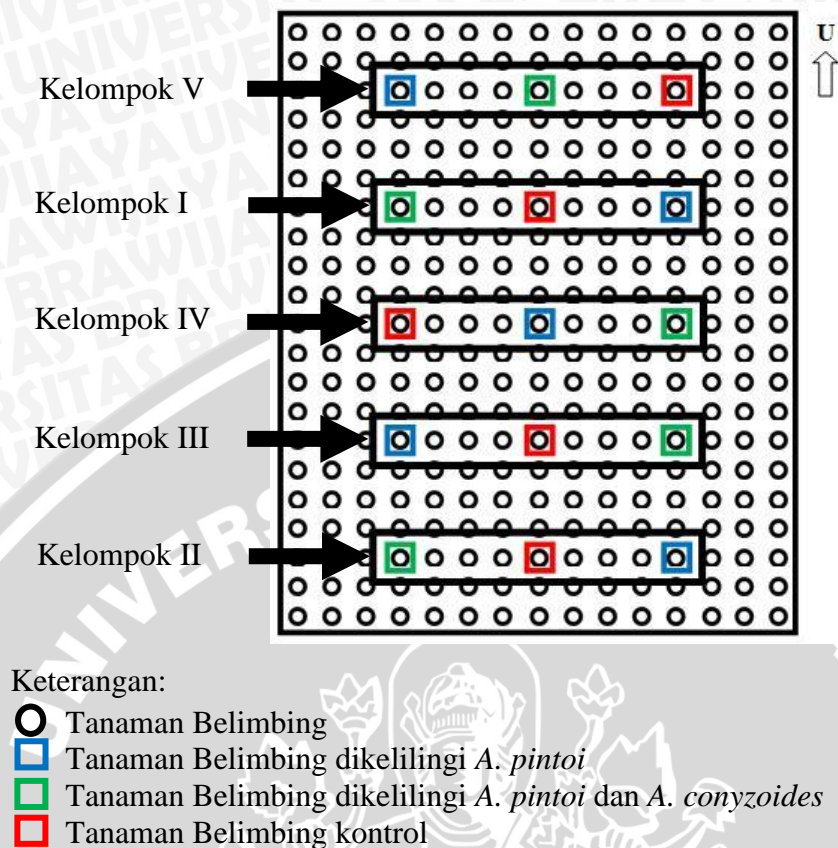 U
Kelompok V
Kelompok I
Kelompok IV
Kelompok III
Kelompok II
Keterangan:
Tanaman Belimbing
Tanaman Belimbing dikelilingi A. pintoi
Tanaman Belimbing dikelilingi A. pintoi dan A. conyzoides
Tanaman Belimbing kontrol